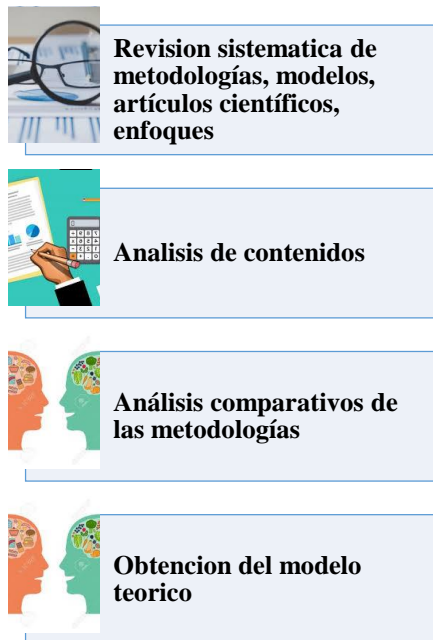 Revision sistematica de
metodologías, modelos,
artículos científicos,
enfoques
Analisis de contenidos
Análisis comparativos de
las metodologías
Obtencion del modelo
teorico